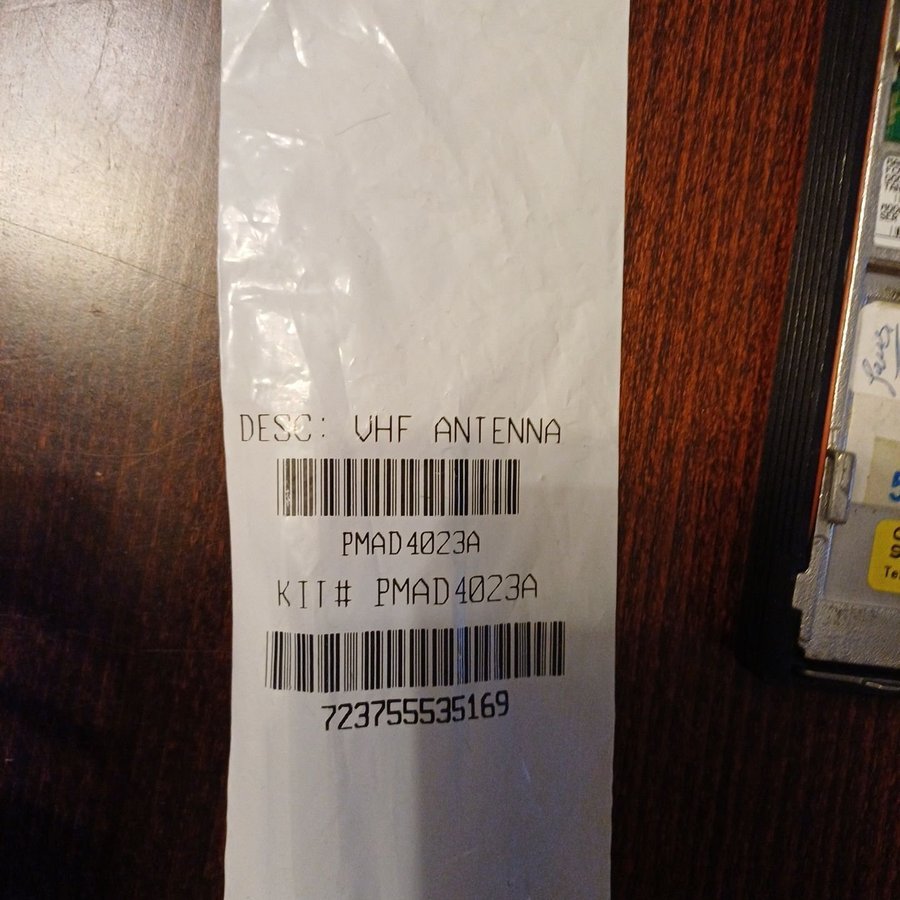 DESC: VHF ANTENNA
PMAD4023A
KIT# PMAD4023A
723755535169